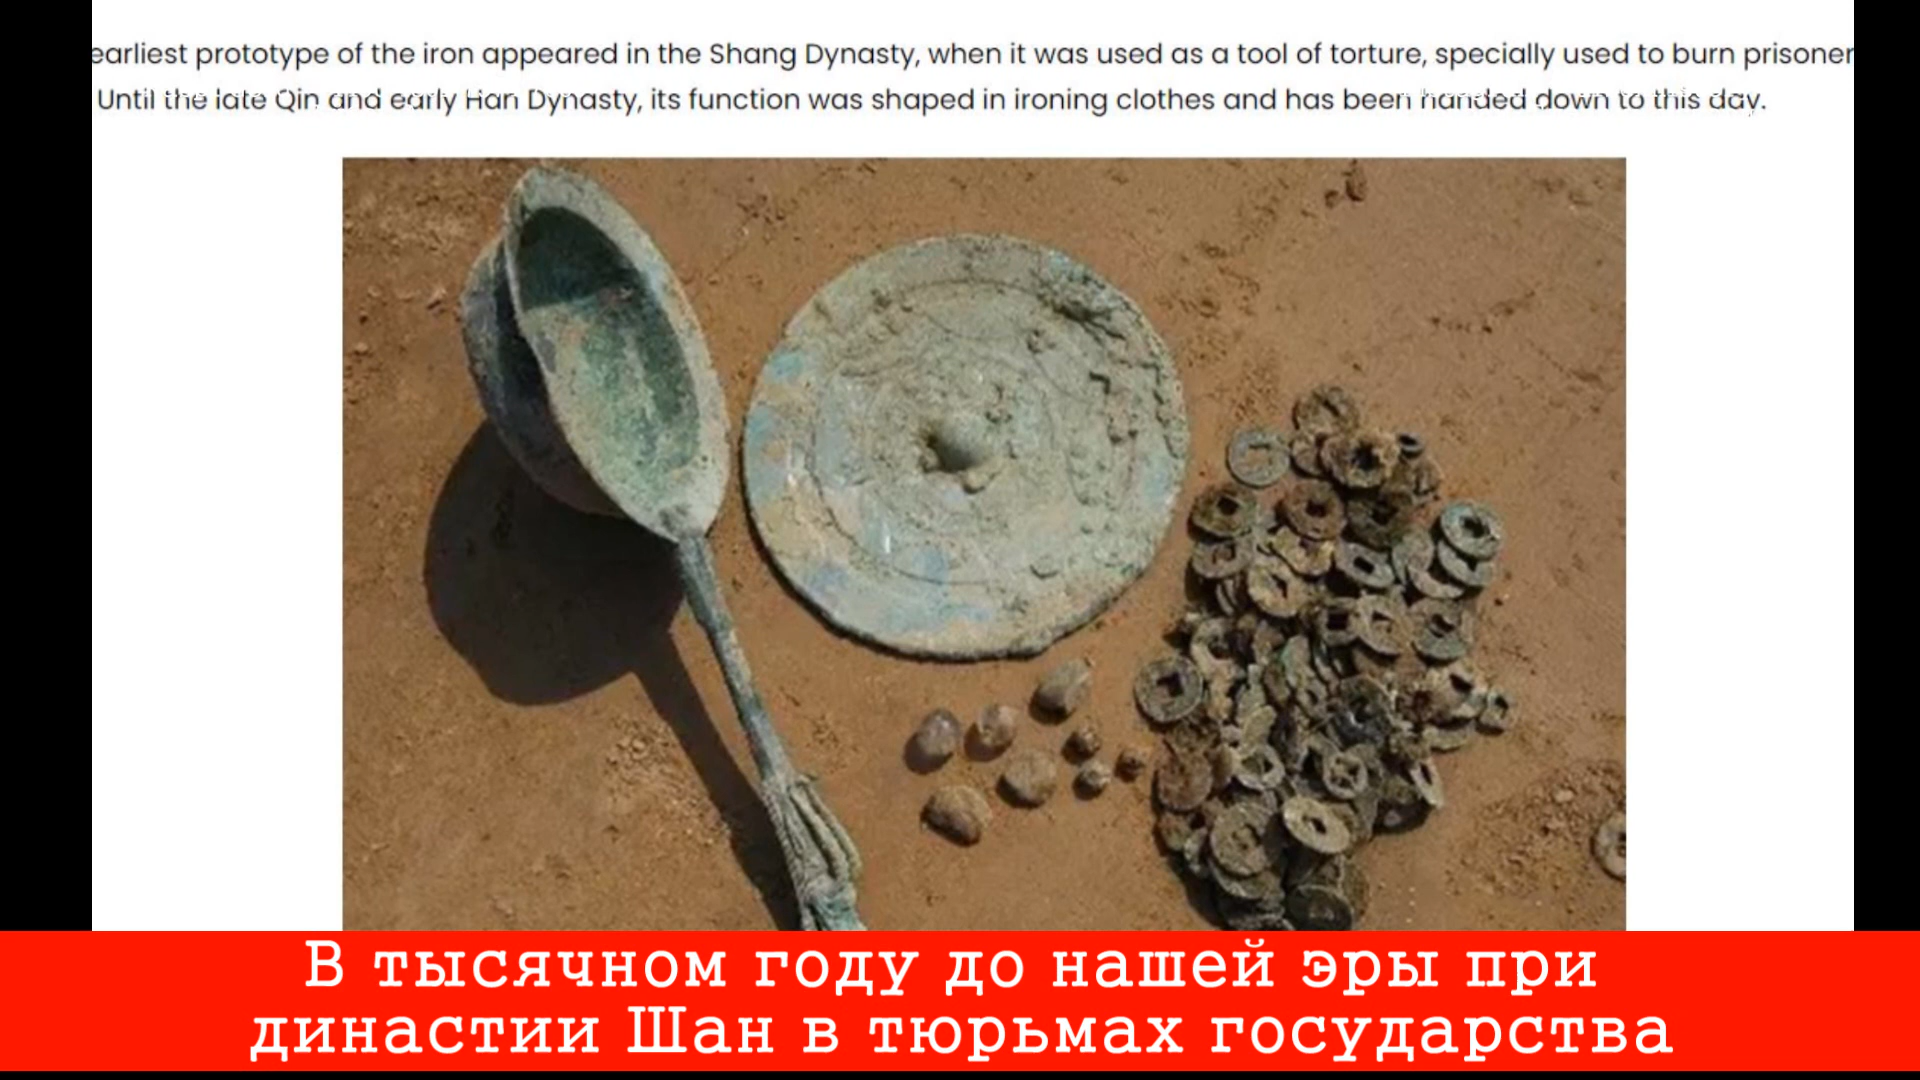 earliest prototype of the iron appeared in the Shang Dynasty, when it was used as a tool of torture, specially used to burn prisoner
Until the late Qin and early Han Dynasty, its function was shaped in ironing clothes and has been handed down to this day.
В тысячном году до нашей эры при
династии Шан в тюрьмах государства